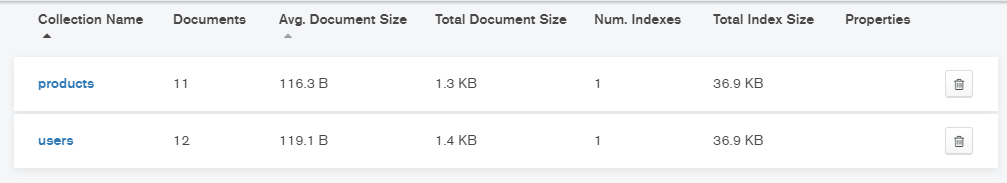 Collection Name Documents Avg. Document Size Total Document Size Num. Indexes Total Index Size Properties
products 11 116.3 B 1.3 KB 1 36.9 KB
users 12 119.1 B 1.4 KB 1 36.9 KB